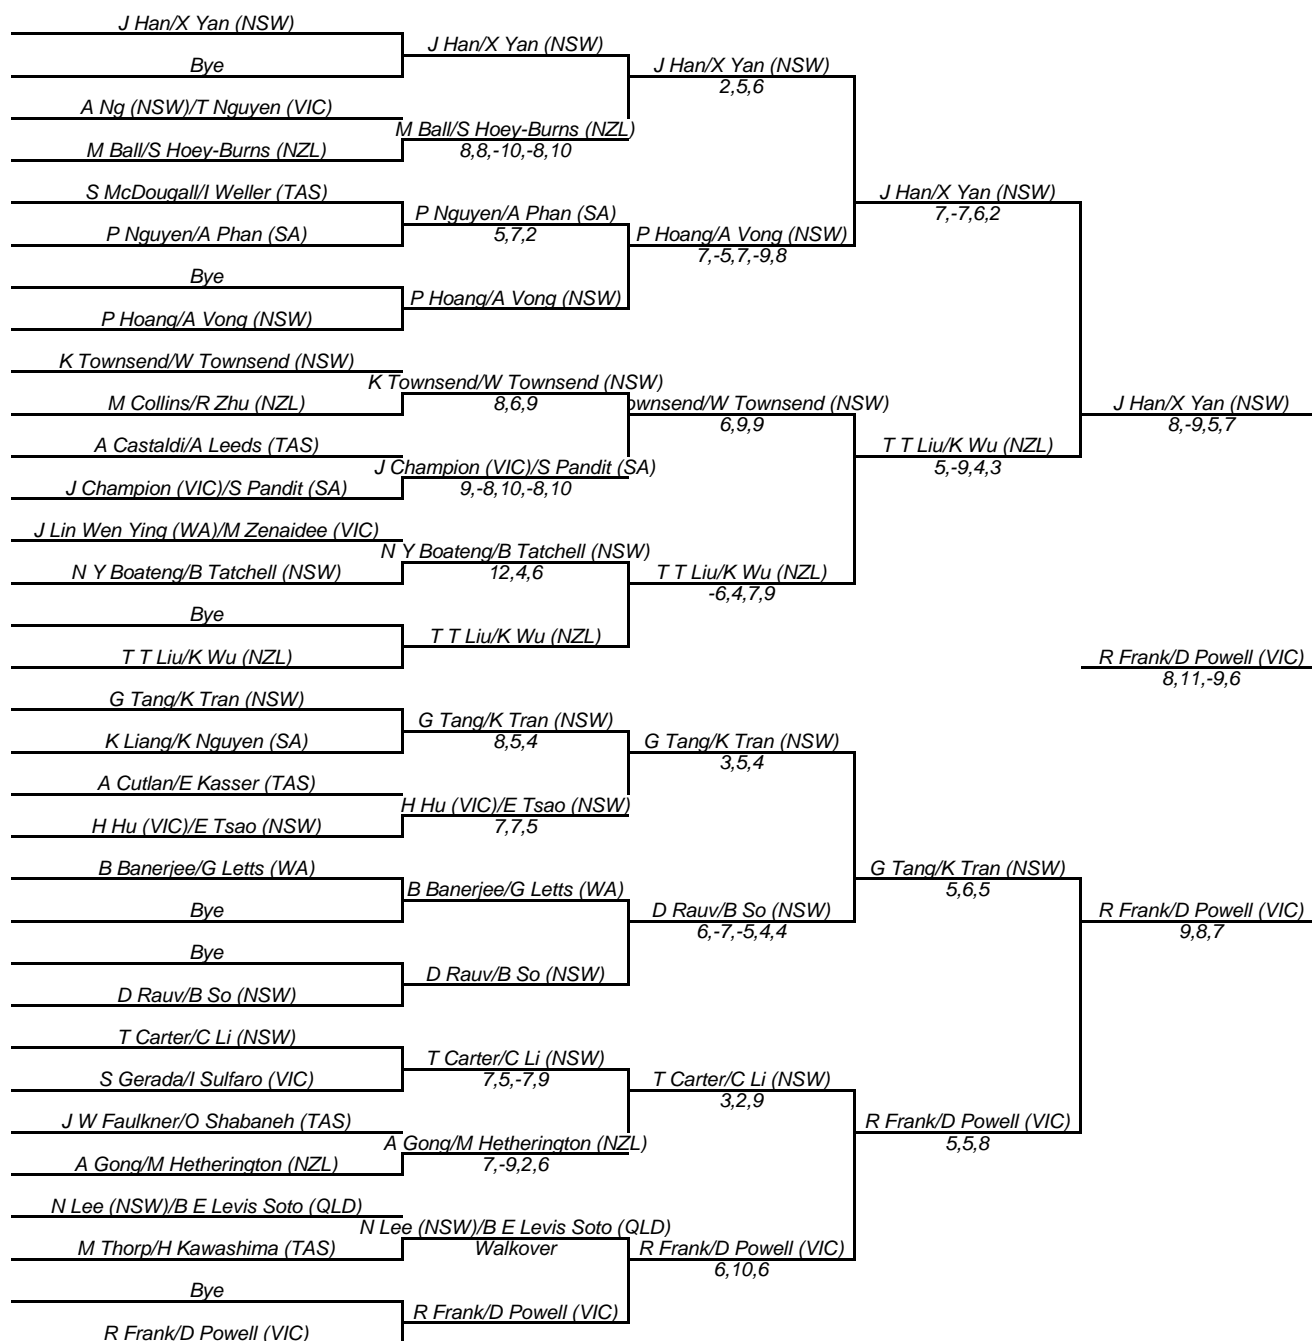 J Han/X Yan (NSW)
J Han/X Yan (NSW)
Bye
J Han/X Yan (NSW)
2,5,6
A Ng (NSW)/T Nguyen (VIC)
M Ball/S Hoey-Burns (NZL)
8,8,-10,-8,10
M Ball/S Hoey-Burns (NZL)
S McDougall/I Weller (TAS)
J Han/X Yan (NSW)
7,-7,6,2
P Nguyen/A Phan (SA)
5,7,2
P Nguyen/A Phan (SA)
P Hoang/A Vong (NSW)
7,-5,7,-9,8
Bye
P Hoang/A Vong (NSW)
P Hoang/A Vong (NSW)
K Townsend/W Townsend (NSW)
K Townsend/W Townsend (NSW)
8,6,9
M Collins/R Zhu (NZL)
ownsend/W Townsend (NSW)
6,9,9
J Han/X Yan (NSW)
8,-9,5,7
A Castaldi/A Leeds (TAS)
T T Liu/K Wu (NZL)
5,-9,4,3
J Champion (VIC)/S Pandit (SA)
9,-8,10,-8,10
J Champion (VIC)/S Pandit (SA)
J Lin Wen Ying (WA)/M Zenaidee (VIC)
N Y Boateng/B Tatchell (NSW)
12,4,6
N Y Boateng/B Tatchell (NSW)
T T Liu/K Wu (NZL)
-6,4,7,9
Bye
T T Liu/K Wu (NZL)
T T Liu/K Wu (NZL)
R Frank/D Powell (VIC)
8,11,-9,6
G Tang/K Tran (NSW)
G Tang/K Tran (NSW)
8,5,4
K Liang/K Nguyen (SA)
G Tang/K Tran (NSW)
3,5,4
A Cutlan/E Kasser (TAS)
H Hu (VIC)/E Tsao (NSW)
7,7,5
H Hu (VIC)/E Tsao (NSW)
B Banerjee/G Letts (WA)
G Tang/K Tran (NSW)
5,6,5
B Banerjee/G Letts (WA)
Bye
D Rauv/B So (NSW)
6,-7,-5,4,4
R Frank/D Powell (VIC)
9,8,7
Bye
D Rauv/B So (NSW)
D Rauv/B So (NSW)
T Carter/C Li (NSW)
T Carter/C Li (NSW)
7,5,-7,9
S Gerada/I Sulfaro (VIC)
T Carter/C Li (NSW)
3,2,9
J W Faulkner/O Shabaneh (TAS)
R Frank/D Powell (VIC)
5,5,8
A Gong/M Hetherington (NZL)
7,-9,2,6
A Gong/M Hetherington (NZL)
N Lee (NSW)/B E Levis Soto (QLD)
N Lee (NSW)/B E Levis Soto (QLD)
Walkover
M Thorp/H Kawashima (TAS)
R Frank/D Powell (VIC)
6,10,6
Bye
R Frank/D Powell (VIC)
R Frank/D Powell (VIC)